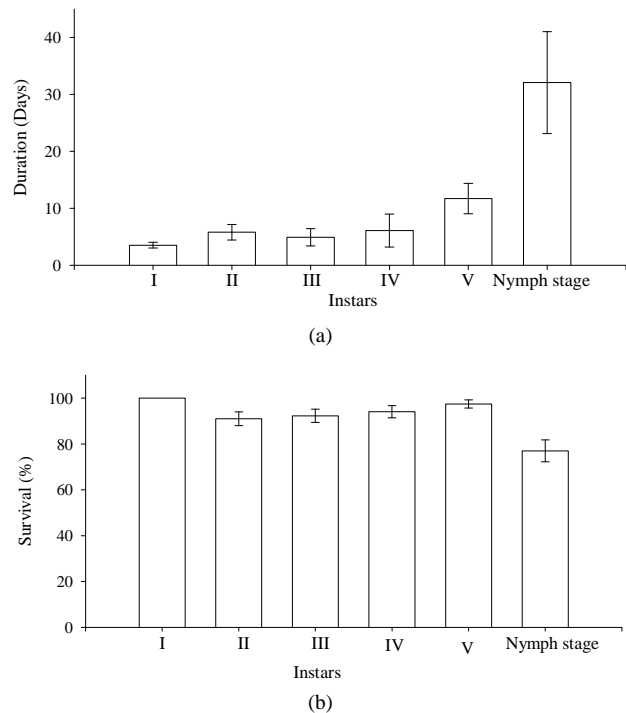 40
30
20
10
0
Duration (Days)
I II III IV V Nymph stage
Instars
(a)
100
80
60
40
20
0
Survival (%)
I II III IV V Nymph stage
Instars
(b)